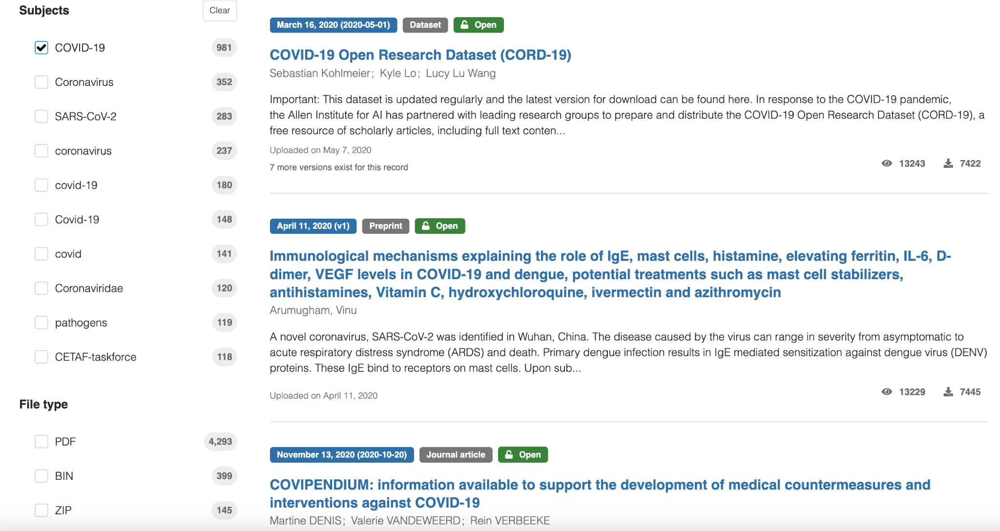 Subjects
Clear
COVID-19 981
Coronavirus 352
SARS-CoV-2 283
coronavirus 237
covid-19 180
Covid-19 148
covid 141
Coronaviridae 120
pathogens 119
CETAF-taskforce 118
File type
PDF 4,293
BIN 399
ZIP 145
March 16, 2020 (2020-05-01) Dataset Open
COVID-19 Open Research Dataset (CORD-19)
Sebastian Kohlmeier; Kyle Lo; Lucy Lu Wang
Important: This dataset is updated regularly and the latest version for download can be found here. In response to the COVID-19 pandemic,
the Allen Institute for AI has partnered with leading research groups to prepare and distribute the COVID-19 Open Research Dataset (CORD-19), a
free resource of scholarly articles, including full text conten...
Uploaded on May 7, 2020
7 more versions exist for this record
13243 7422
April 11, 2020 (v1) Preprint Open
Immunological mechanisms explaining the role of IgE, mast cells, histamine, elevating ferritin, IL-6, D-
dimer, VEGF levels in COVID-19 and dengue, potential treatments such as mast cell stabilizers,
antihistamines, Vitamin C, hydroxychloroquine, ivermectin and azithromycin
Arumugham, Vinu
A novel coronavirus, SARS-CoV-2 was identified in Wuhan, China. The disease caused by the virus can range in severity from asymptomatic to
acute respiratory distress syndrome (ARDS) and death. Primary dengue infection results in IgE mediated sensitization against dengue virus (DENV)
proteins. These IgE bind to receptors on mast cells. Upon sub...
Uploaded on April 11, 2020
13229 7445
November 13, 2020 (2020-10-20) Journal article Open
COVIPENDIUM: information available to support the development of medical countermeasures and
interventions against COVID-19
Martine DENIS; Valerie VANDEWEERD; Rein VERBEEKE